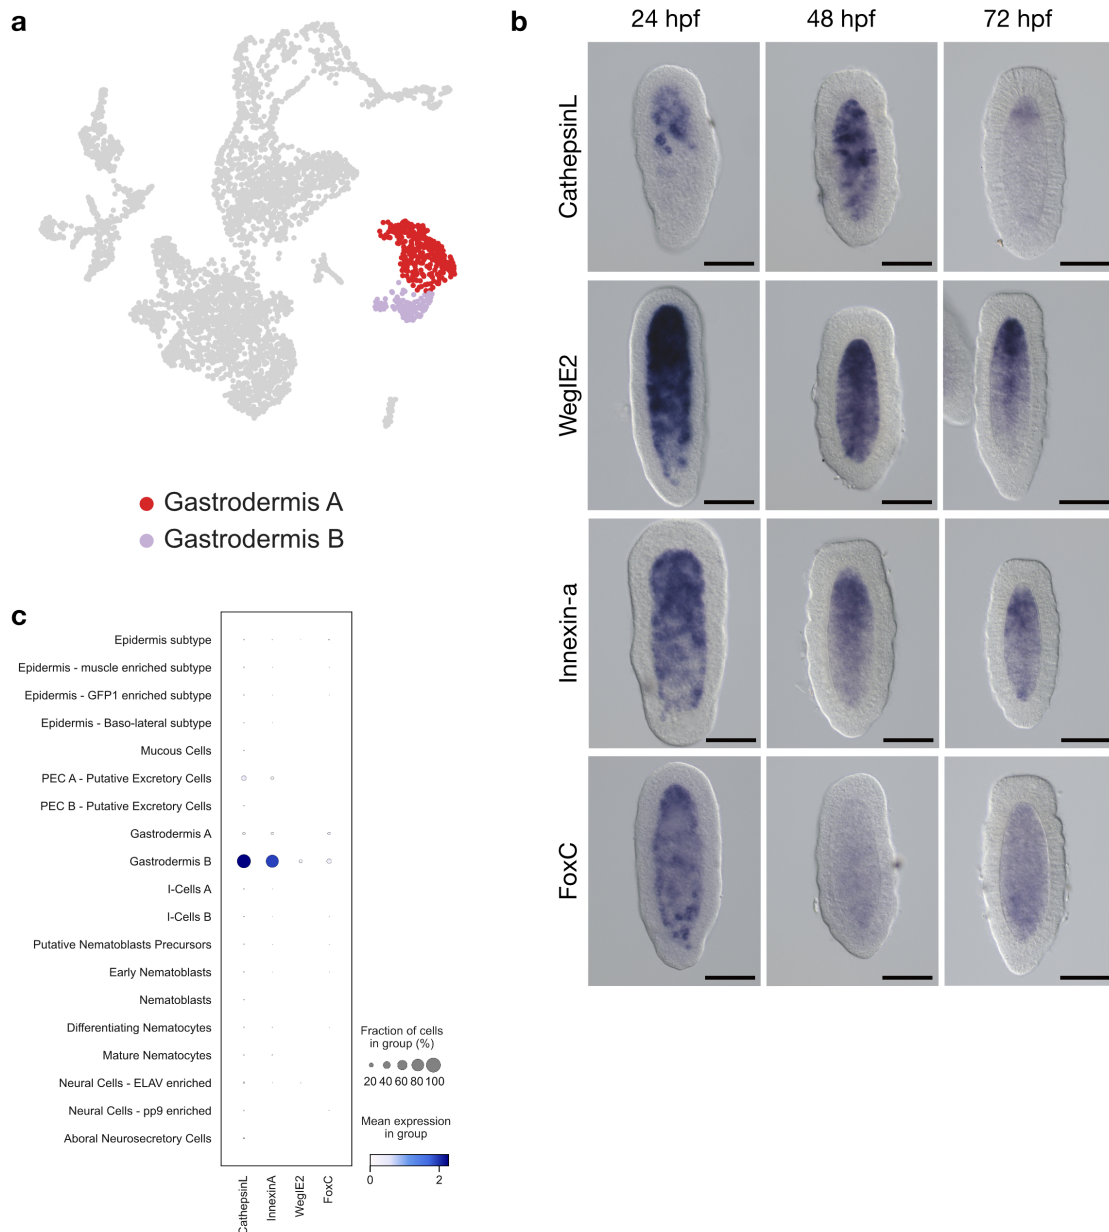 a
Gastrodermis A
Gastrodermis B
b
24 hpf
48 hpf
72 hpf
CathepsinL
WegIE2
Innexin-a
FoxC
c
Epidermis subtype
Epidermis - muscle enriched subtype
Epidermis - GFP1 enriched subtype
Epidermis - Baso-lateral subtype
Mucous Cells
PEC A - Putative Excretory Cells
PEC B - Putative Excretory Cells
Gastrodermis A
Gastrodermis B
I-Cells A
I-Cells B
Putative Nematoblasts Precursors
Early Nematoblasts
Nematoblasts
Differentiating Nematocytes
Mature Nematocytes
Neural Cells - ELAV enriched
Neural Cells - pp9 enriched
Aboral Neurosecretory Cells
CathepsinL
InnexinA
WegIE2
FoxC
Fraction of cells
in group (%)
20 40 60 80 100
Mean expression
in group
0 2